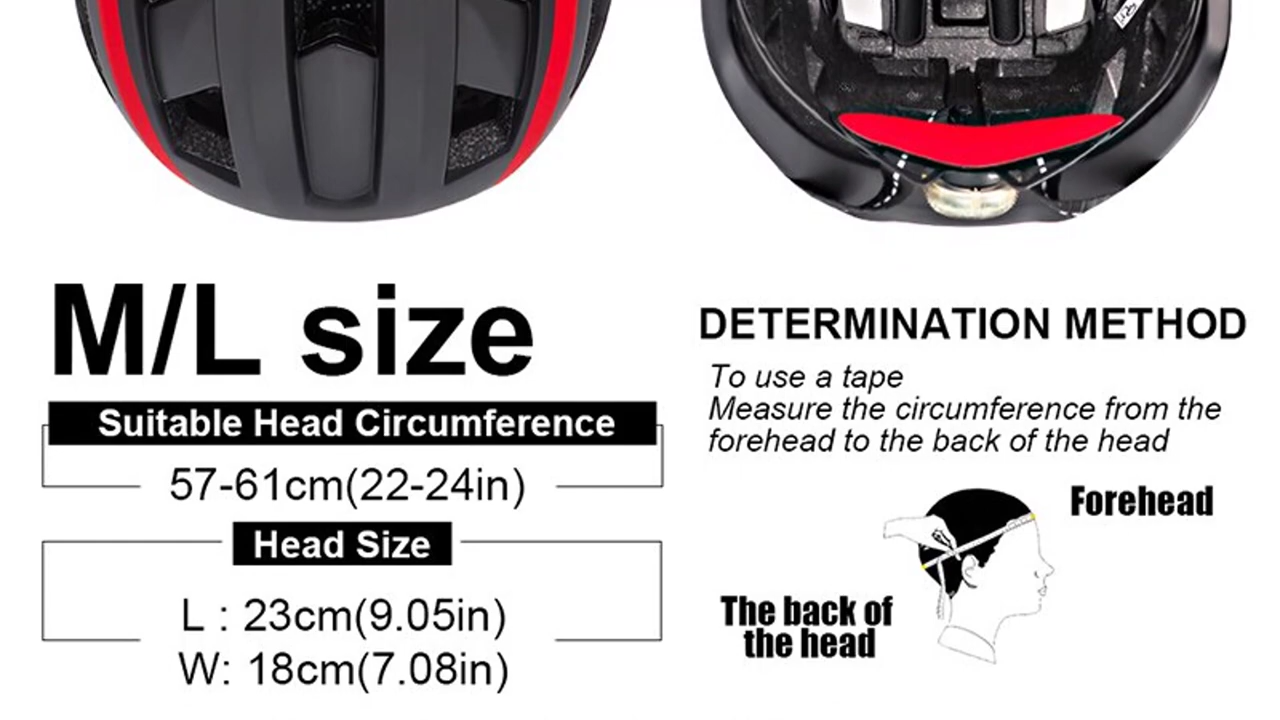 M/L size
Suitable Head Circumference
57-61cm(22-24in)
Head Size
L : 23cm(9.05in)
W: 18cm(7.08in)
DETERMINATION METHOD
To use a tape
Measure the circumference from the
forehead to the back of the head
Forehead
The back of
the head